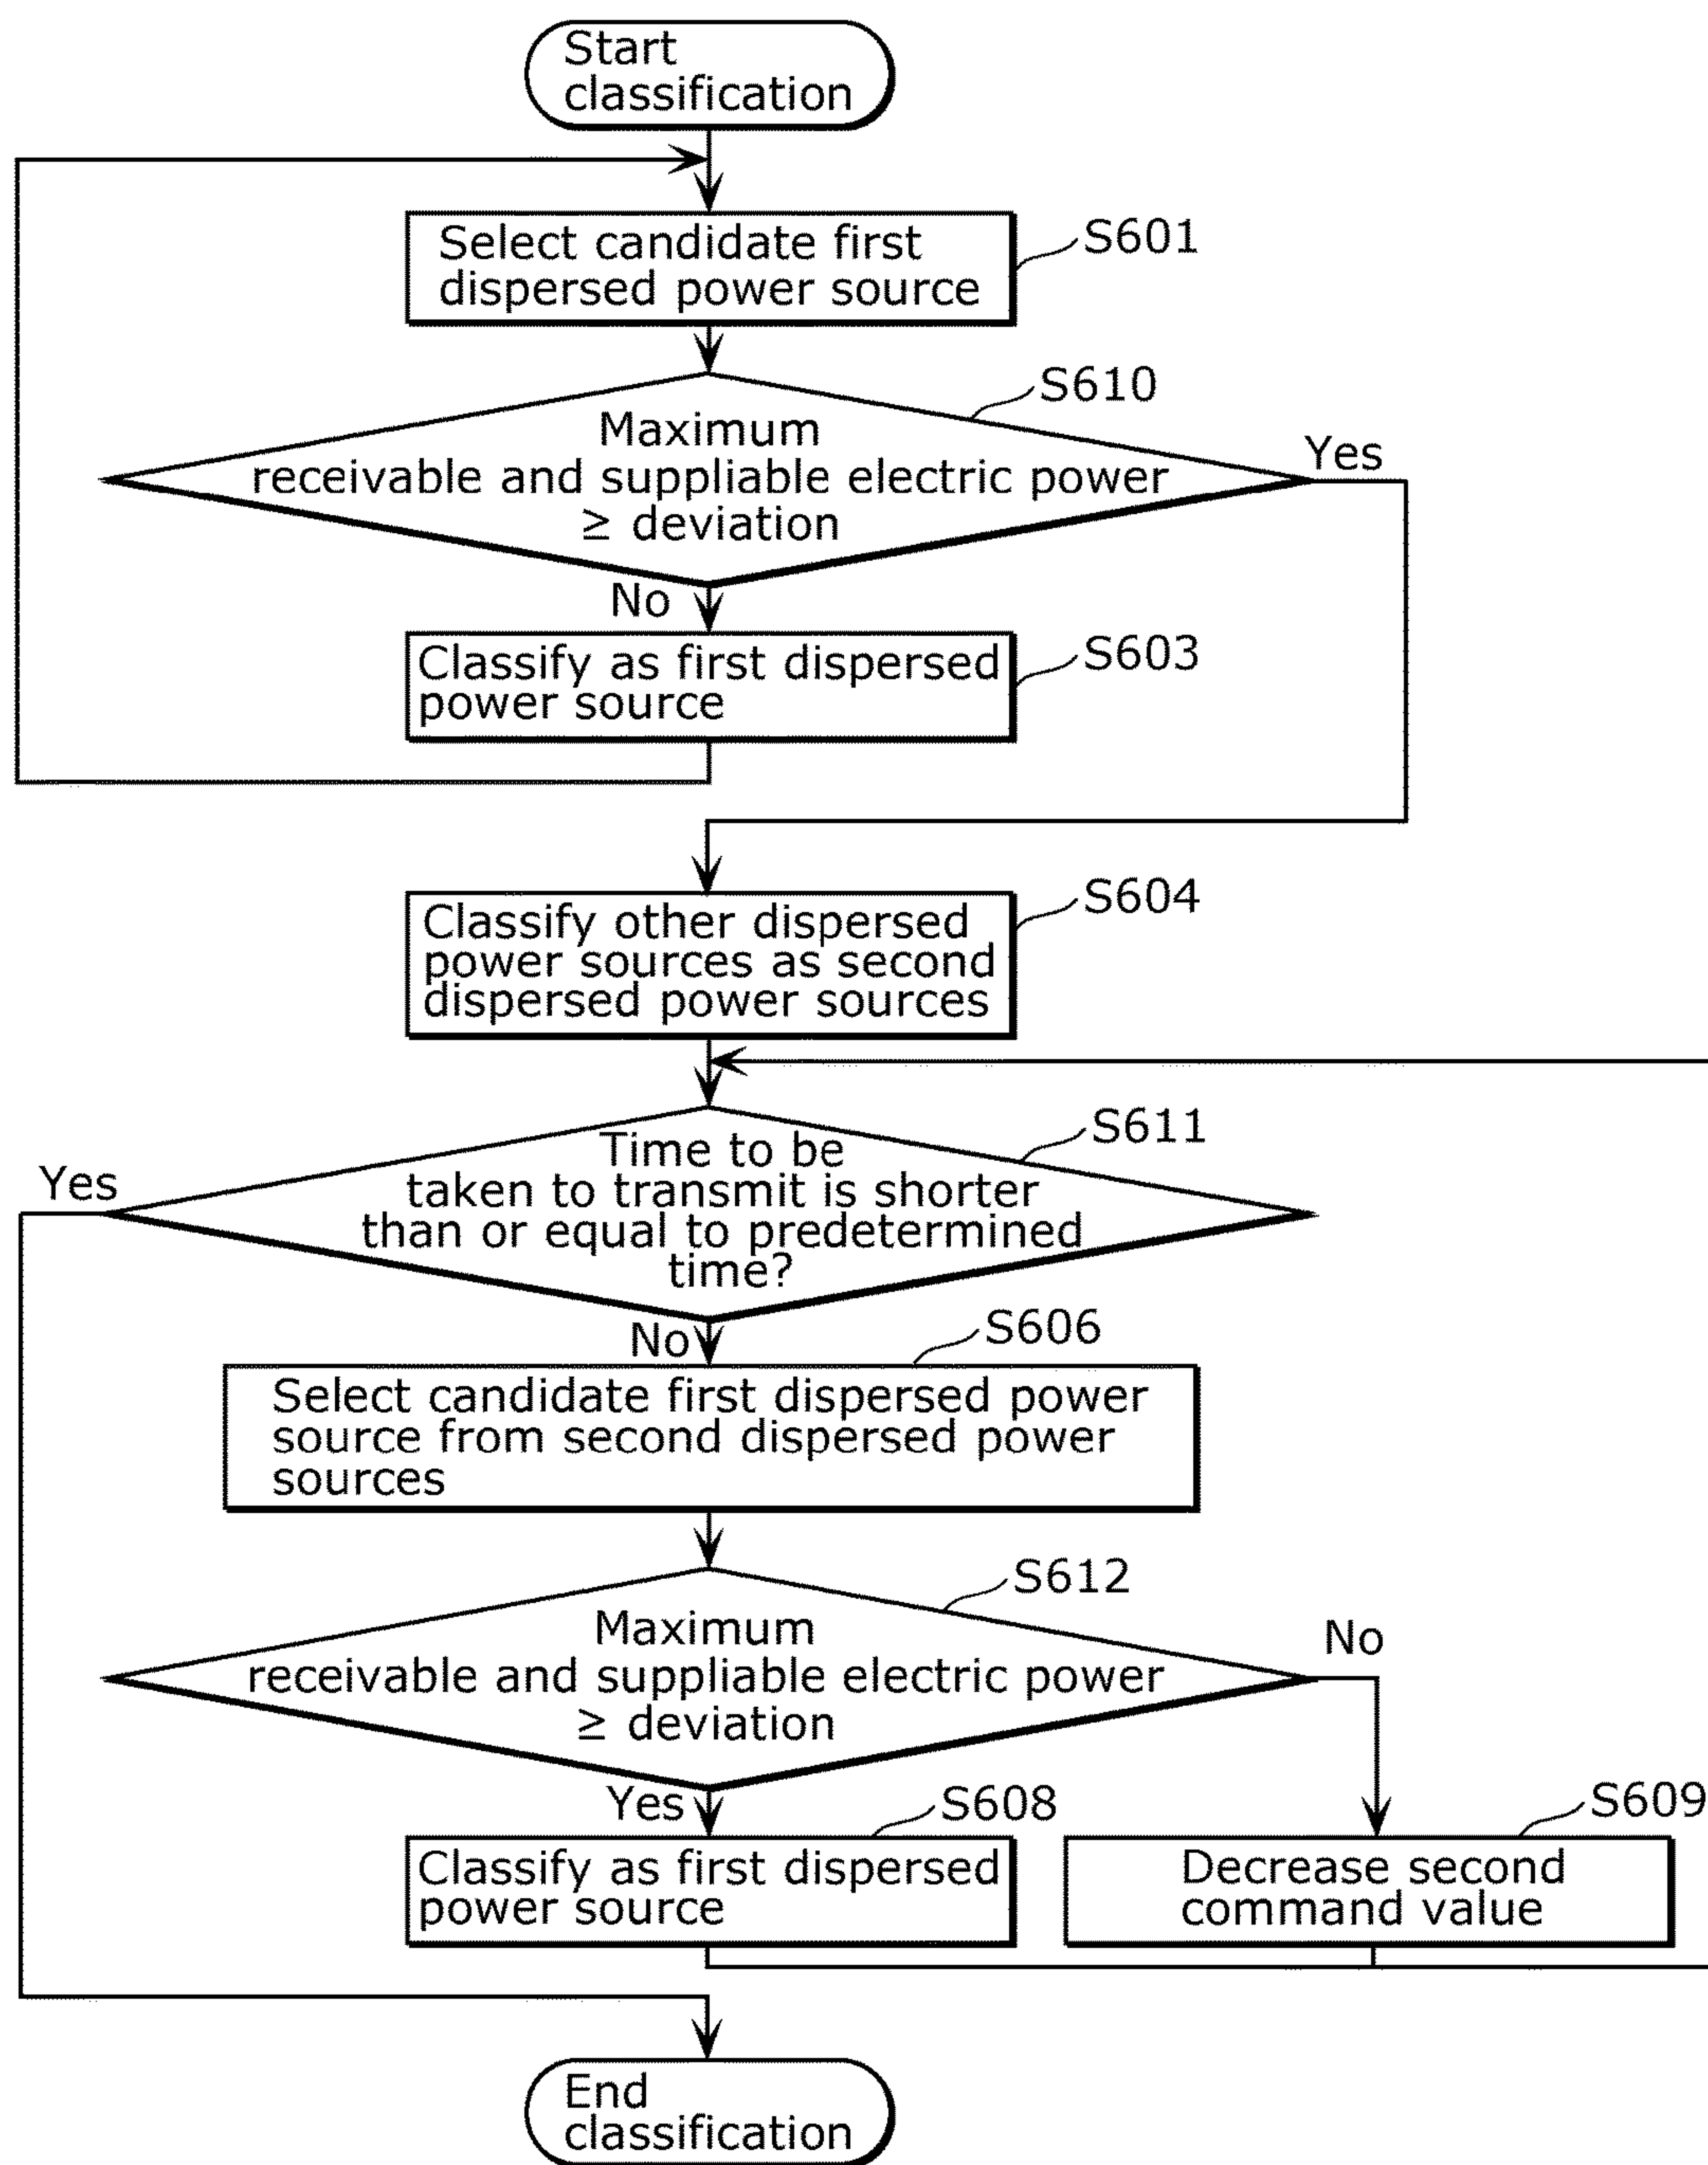 Start
classification
Select candidate first
dispersed power source
S601
S610
Maximum
receivable and suppliable electric power
≥ deviation
Yes
No
Classify as first dispersed
power source
S603
Classify other dispersed
power sources as second
dispersed power sources
S604
S611
Time to be
taken to transmit is shorter
than or equal to predetermined
time?
Yes
No
S606
Select candidate first dispersed power
source from second dispersed power
sources
S612
Maximum
receivable and suppliable electric power
≥ deviation
No
Yes
S608
Classify as first dispersed
power source
S609
Decrease second
command value
End
classification